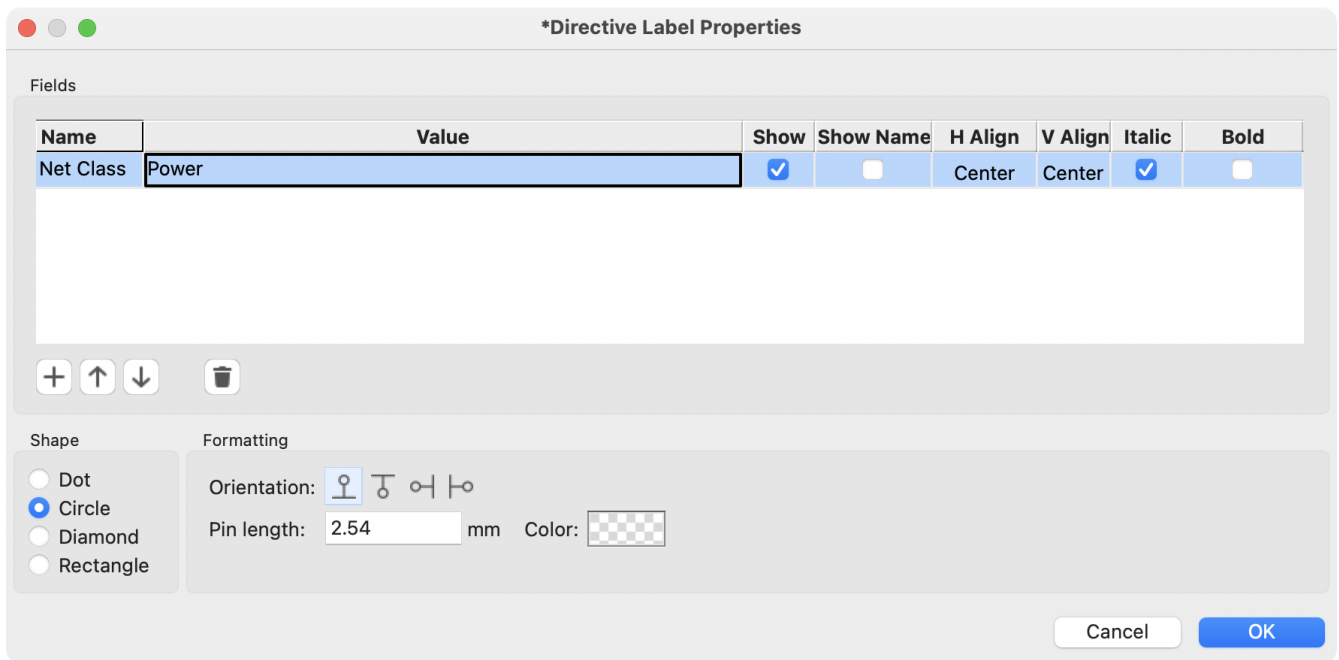 *Directive Label Properties
Fields
Name Value Show Show Name H Align V Align Italic Bold
Net Class Power Center Center
Shape
Dot
Circle
Diamond
Rectangle
Formatting
Orientation:
Pin length: 2.54 mm Color:
Cancel OK